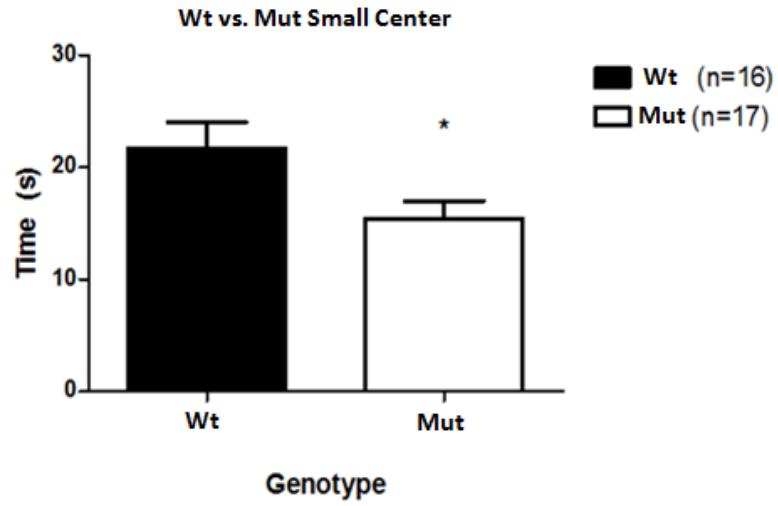 Wt vs. Mut Small Center
30
20
10
0
Time (s)
*
Wt (n=16)
Mut (n=17)
Wt
Mut
Genotype